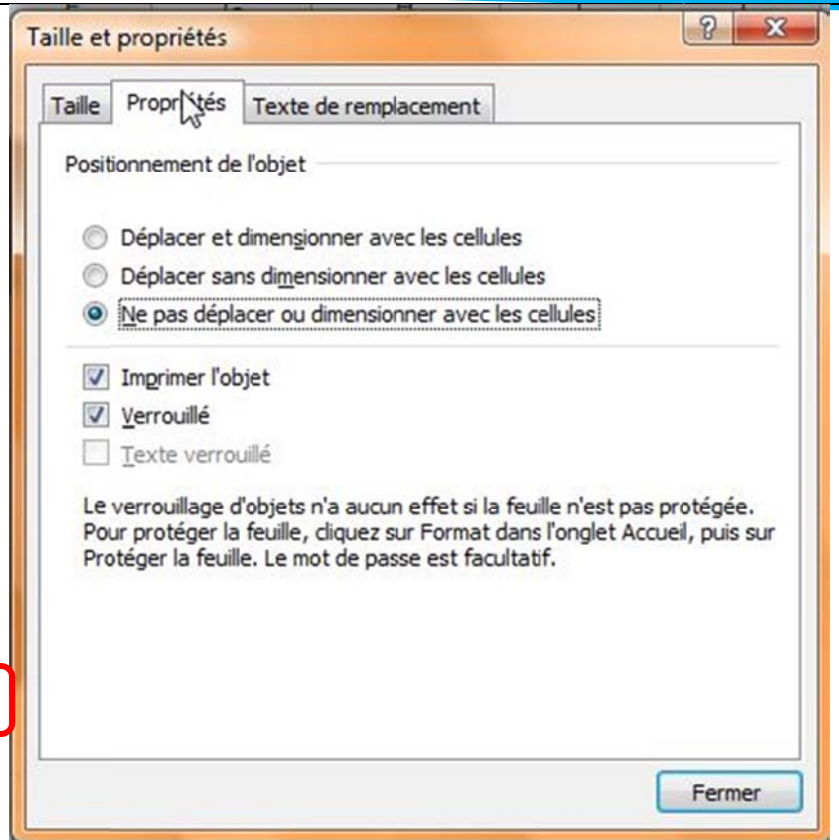 Taille et propriétés
Taille Propriétés Texte de remplacement
Positionnement de l'objet
Déplacer et dimensionner avec les cellules
Déplacer sans dimensionner avec les cellules
Ne pas déplacer ou dimensionner avec les cellules
Imprimer l'objet
Verrouillé
Texte verrouillé
Le verrouillage d'objets n'a aucun effet si la feuille n'est pas protégée.
Pour protéger la feuille, cliquez sur Format dans l'onglet Accueil, puis sur
Protéger la feuille. Le mot de passe est facultatif.
Fermer